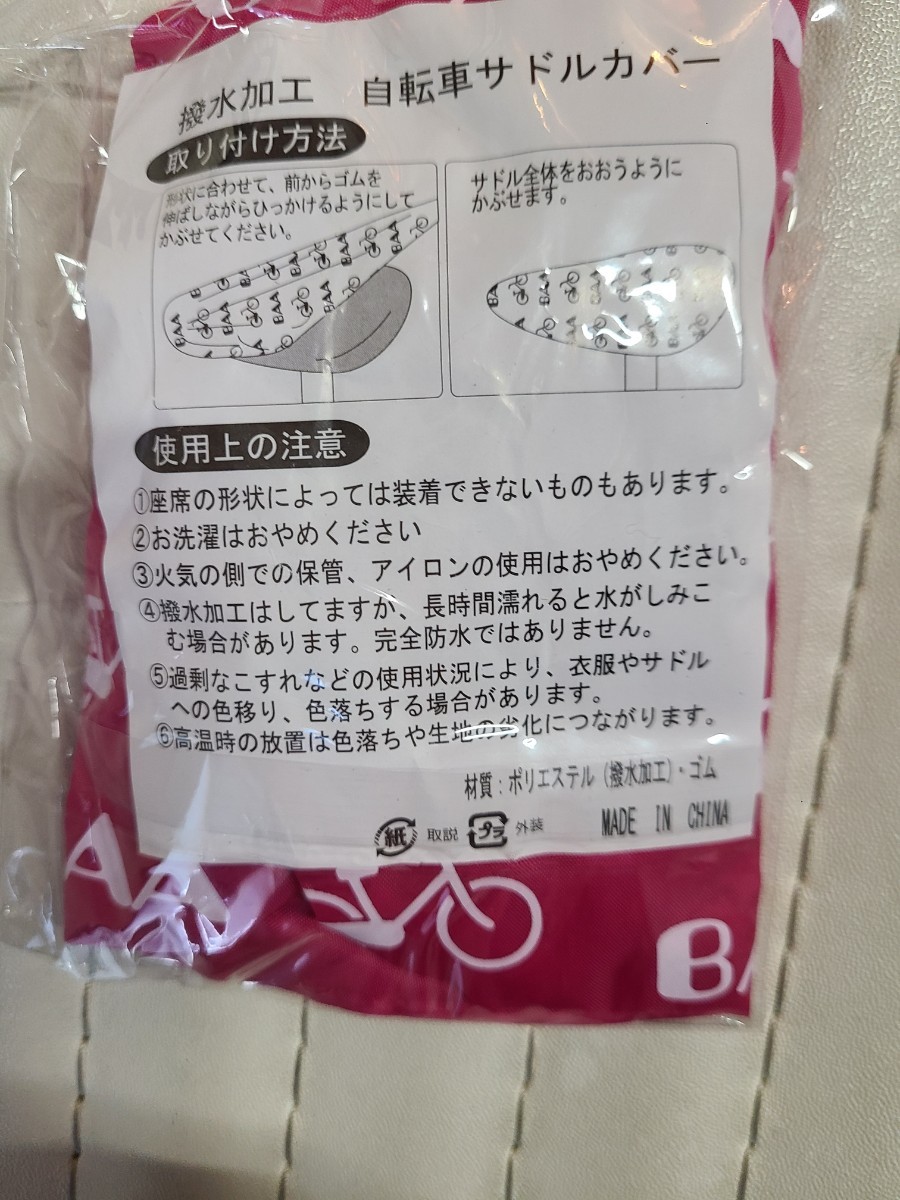 撥水加工　自転車サドルカバー
取り付け方法
形状に合わせて、前からゴムを
伸ばしながらひっかけるようにして
かぶせてください。
サドル全体をおおうように
かぶせます。
BAA BAA BAA BAA
BAA BAA BAA
BAA BAA BAA
使用上の注意
①座席の形状によっては装着できないものもあります。
②お洗濯はおやめください
③火気の側での保管、アイロンの使用はおやめください。
④撥水加工はしてますが、長時間濡れると水がしみこ
む場合があります。完全防水ではありません。
⑤過剰なこすれなどの使用状況により、衣服やサドル
への色移り、色落ちする場合があります。
⑥高温時の放置は色落ちや生地の劣化につながります。
材質：ポリエステル（撥水加工）・ゴム
紙 取説 プラ 外装
MADE IN CHINA
AA
B